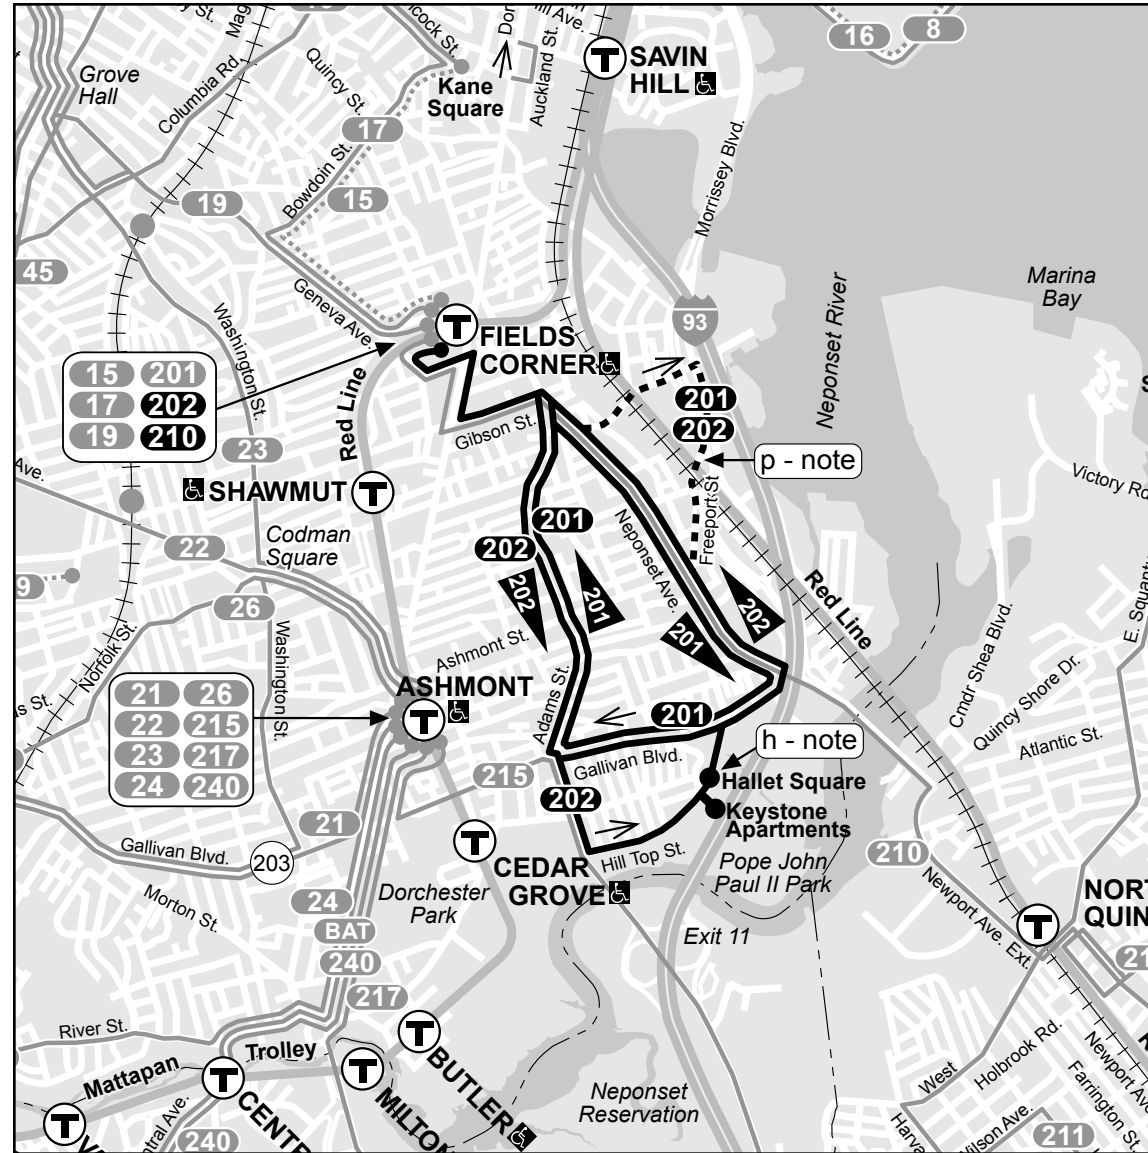 16
8
SAVIN
HILL
Kane
Square
Auckland St.
Quincy St.
Grove
Hall
Columbia Rd.
17
Bowdoin St.
15
19
45
Morrissey Blvd.
Neponset River
Marina
Bay
93
Geneva Ave.
Washington St.
FIELDS
CORNER
15 201
17 202
19 210
Red Line
Gibson St.
201
202
p - note
Freeport St
Victory Rd
23
SHAWMUT
Codman
Square
22
201
202
Neponset Ave.
202
201
201
202
Red Line
26
Norfolk St.
Washington St.
Ashmont St.
ASHMONT
21 26
22 215
23 217
24 240
Adams St.
201
h - note
Gallivan Blvd.
Hallet Square
Keystone
Apartments
215
202
Hill Top St.
Cmdr Shea Blvd.
Quincy Shore Dr.
Atlantic St.
21
Gallivan Blvd.
203
Morton St.
CEDAR
GROVE
Pope John
Paul II Park
Exit 11
210
Newport Ave. Ext.
Dorchester
Park
24
BAT
240
217
River St.
Mattapan
Trolley
BUTLER
MILTON
240
Neponset
Reservation
West
Holbrook Rd.
Farrington St.
211